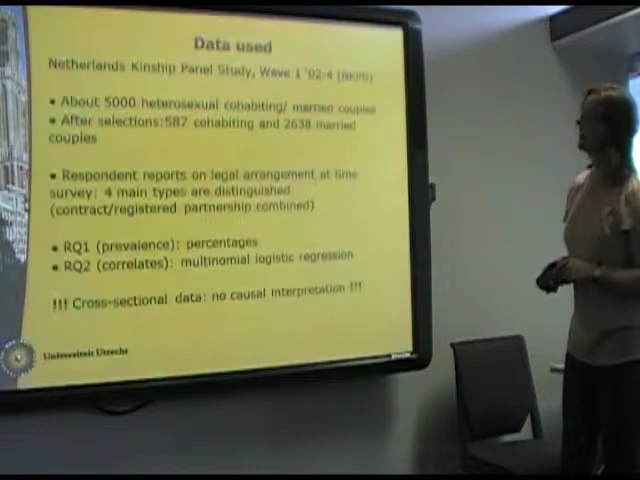 Data used
Netherlands Kinship Panel Study, Wave 1 '02-4 (NKPS)
• About 5000 heterosexual cohabiting/ married couples
• After selections:587 cohabiting and 2638 married
couples
• Respondent reports on legal arrangement at time
survey: 4 main types are distinguished
(contract/registered partnership combined)
• RQ1 (prevalence): percentages
• RQ2 (correlates): multinomial logistic regression
!!! Cross-sectional data: no causal interpretation !!!
Universiteit Utrecht